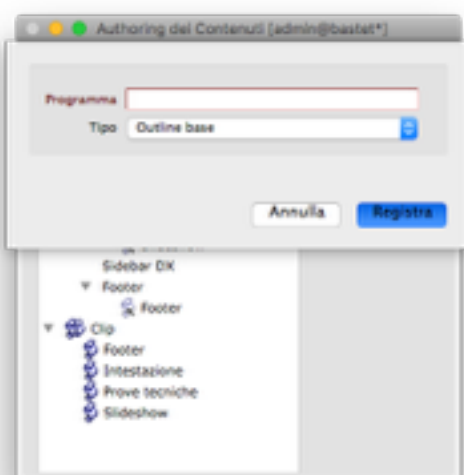 Authoring dei Contenuti [admin@bastet*]
Programma
Tipo Outline base
Annulla Registra
Sidebar DX
Footer
Footer
Clip
Footer
Intestazione
Prove tecniche
Slideshow